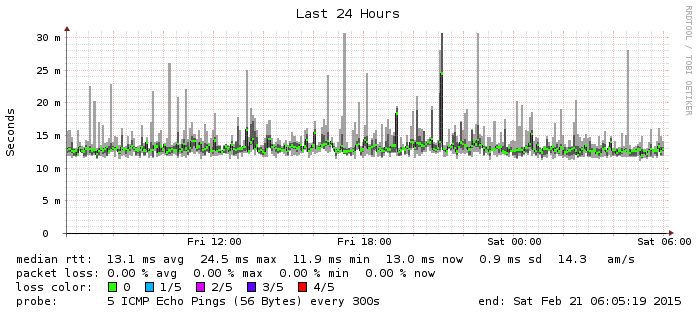 Last 24 Hours
RRDTOOL / TOBI OETIKER
Seconds
30 m
25 m
20 m
15 m
10 m
5 m
0
Fri 12:00 Fri 18:00 Sat 00:00 Sat 06:00
median rtt: 13.1 ms avg 24.5 ms max 11.9 ms min 13.0 ms now 0.9 ms sd 14.3 am/s
packet loss: 0.00 % avg 0.00 % max 0.00 % min 0.00 % now
loss color: 0 1/5 2/5 3/5 4/5
probe: 5 ICMP Echo Pings (56 Bytes) every 300s end: Sat Feb 21 06:05:19 2015